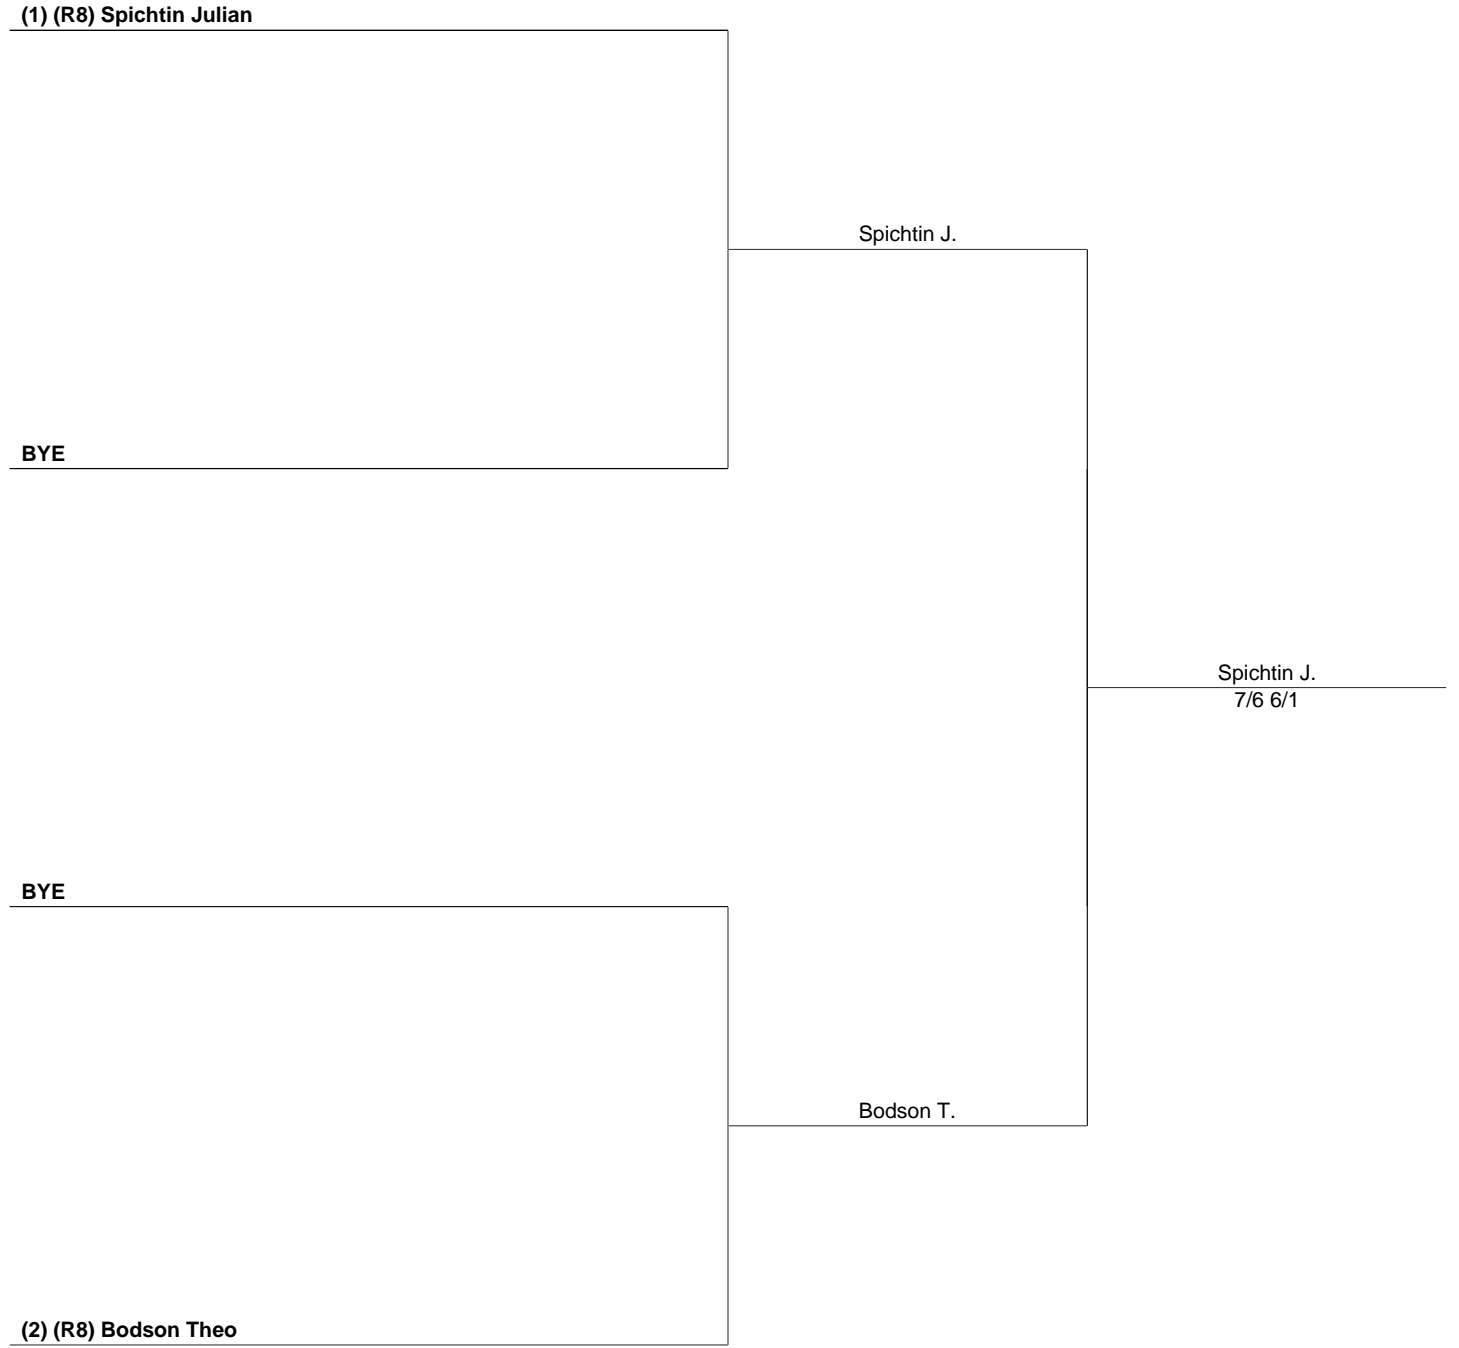 (1) (R8) Spichtin Julian
Spichtin J.
BYE
Spichtin J.
7/6 6/1
BYE
Bodson T.
(2) (R8) Bodson Theo